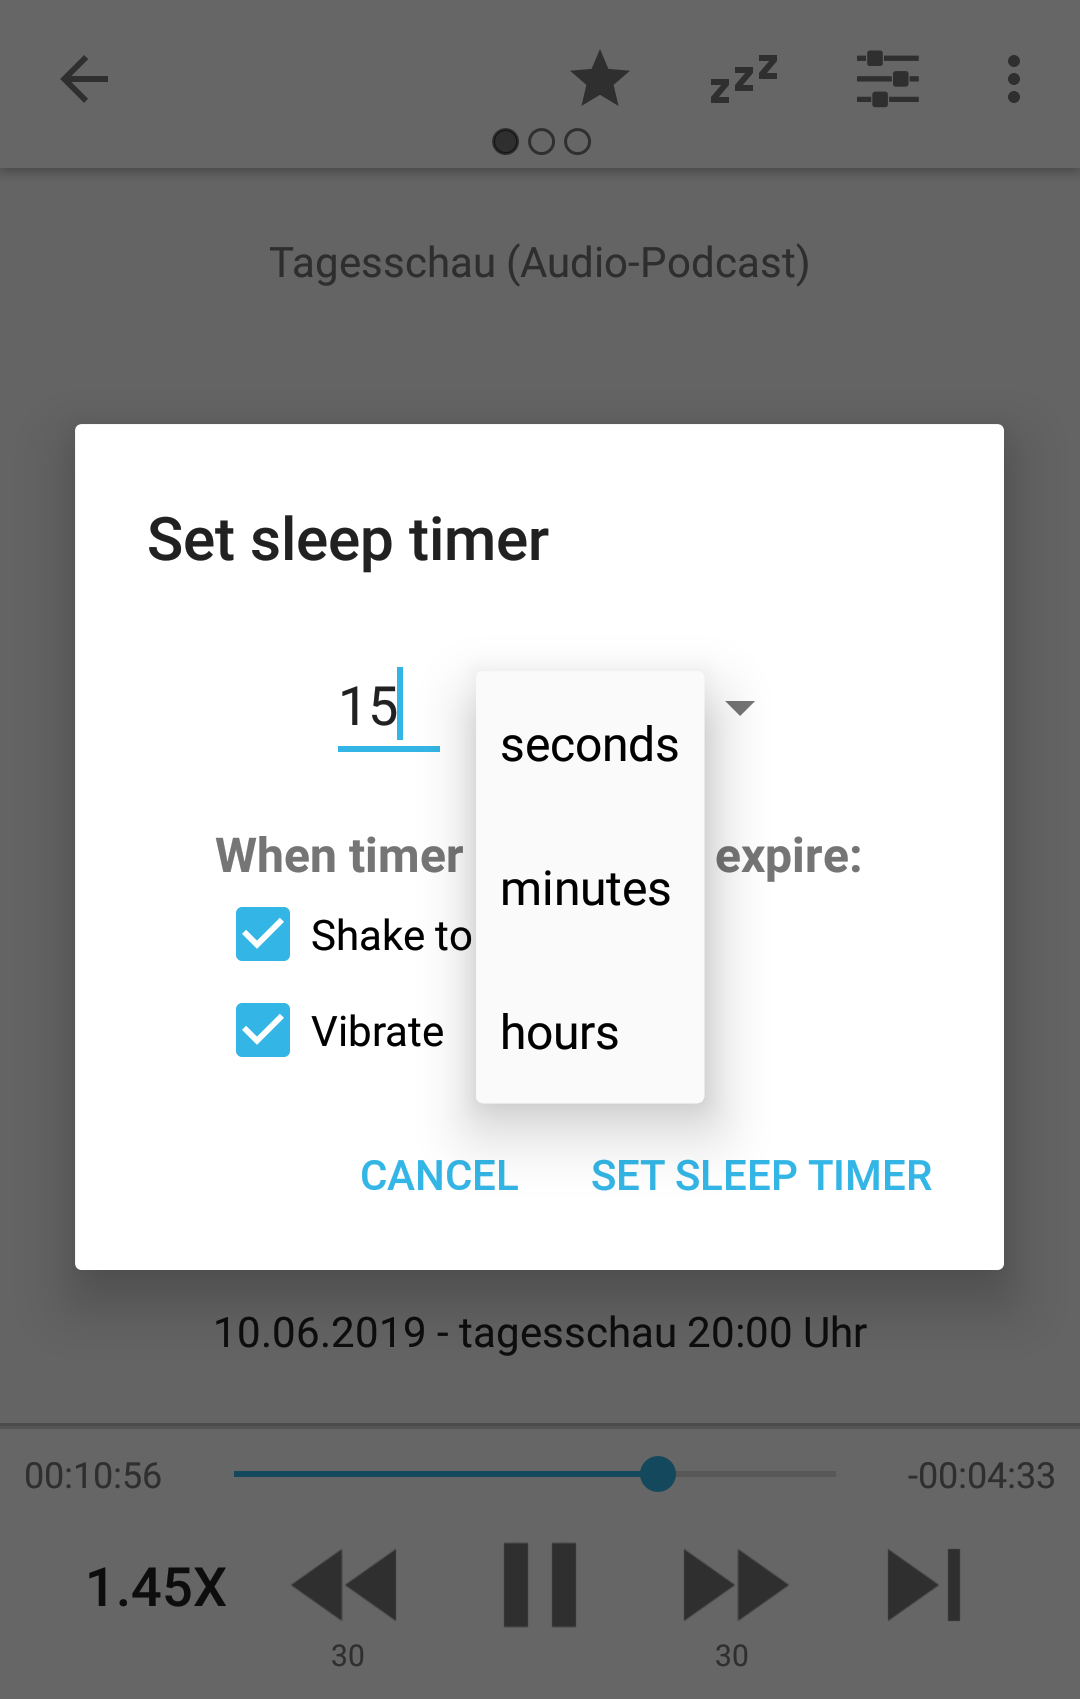 zzz
Tagesschau (Audio-Podcast)
Set sleep timer
15
seconds
When timer expire:
minutes
Shake to
Vibrate
hours
CANCEL SET SLEEP TIMER
10.06.2019 - tagesschau 20:00 Uhr
00:10:56 -00:04:33
1.45X
30 30